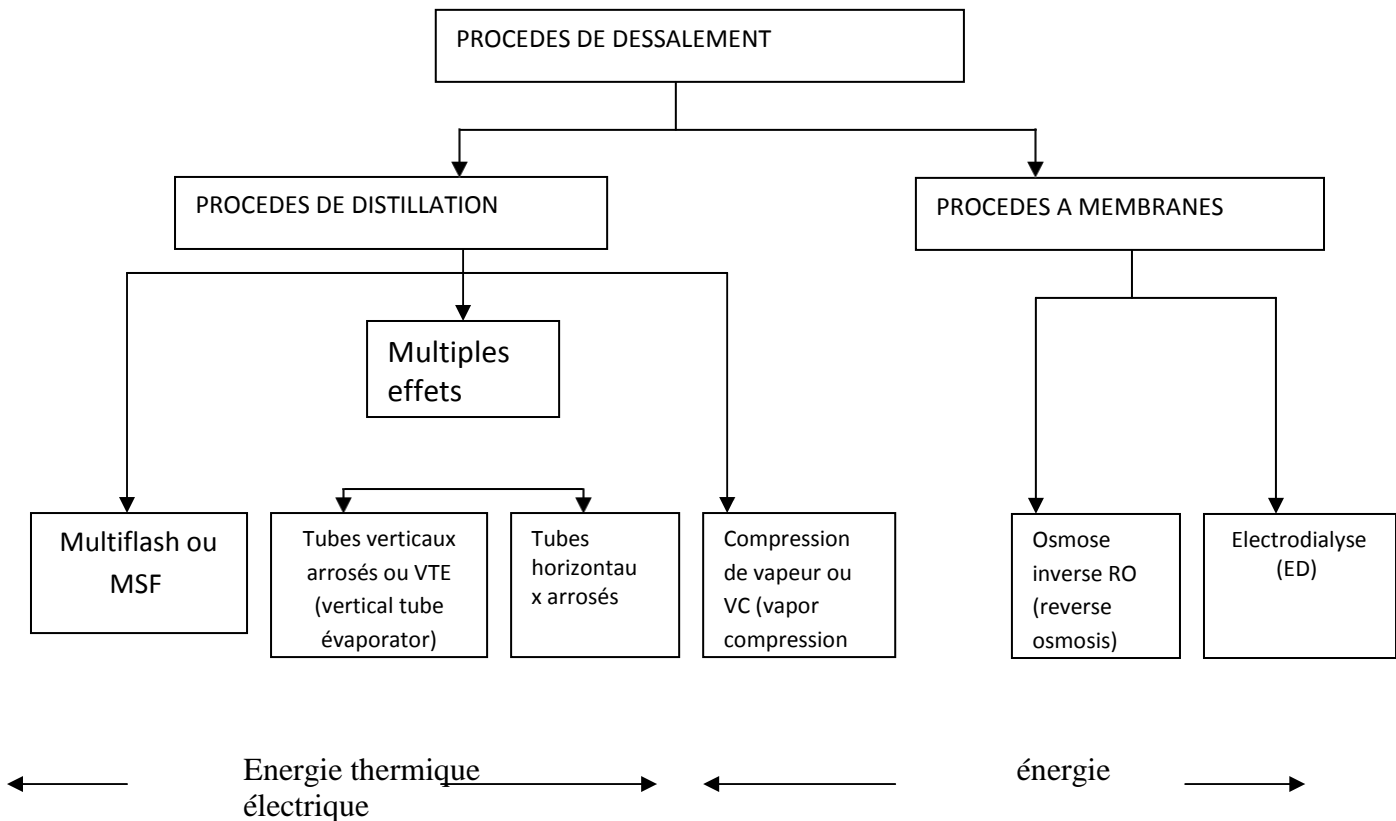 PROCEDES DE DESSALEMENT
PROCEDES DE DISTILLATION
PROCEDES A MEMBRANES
Multiples
effets
Multiflash ou
MSF
Tubes verticaux
arrosés ou VTE
(vertical tube
évaporator)
Tubes
horizontau
x arrosés
Compression
de vapeur ou
VC (vapor
compression
Osmose
inverse RO
(reverse
osmosis)
Electrodialyse
(ED)
Energie thermique
électrique
énergie